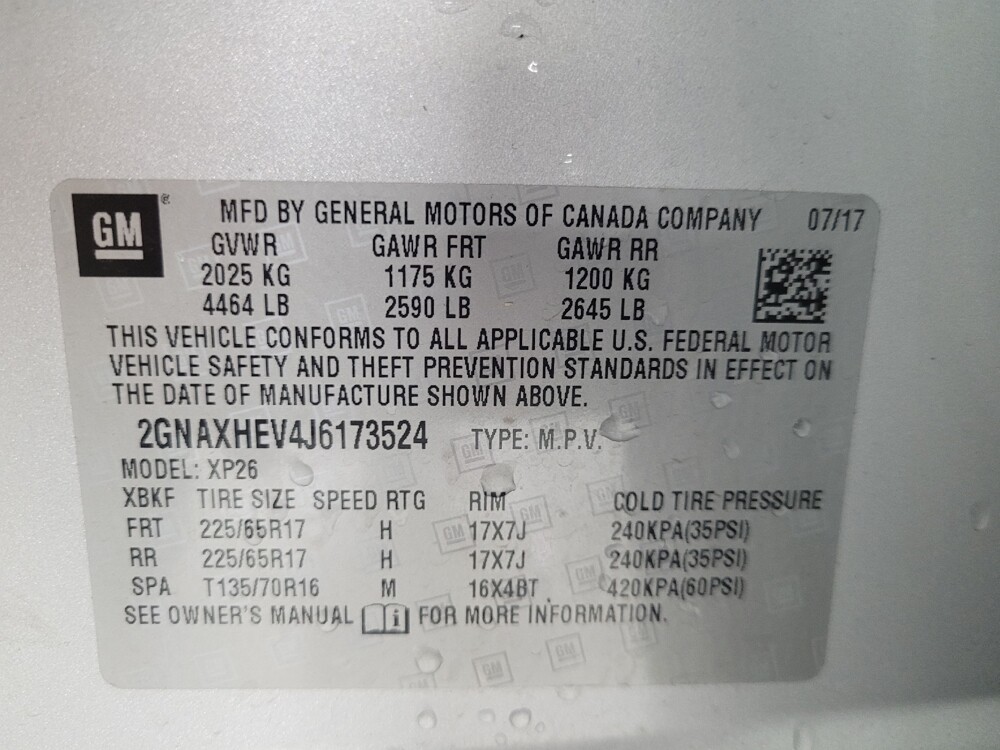 GM ®
MFD BY GENERAL MOTORS OF CANADA COMPANY 07/17
GVWR GAWR FRT GAWR RR
2025 KG 1175 KG 1200 KG
4464 LB 2590 LB 2645 LB
THIS VEHICLE CONFORMS TO ALL APPLICABLE U.S. FEDERAL MOTOR
VEHICLE SAFETY AND THEFT PREVENTION STANDARDS IN EFFECT ON
THE DATE OF MANUFACTURE SHOWN ABOVE.
2GNAXHEV4J6173524 TYPE: M.P.V.
MODEL: XP26
XBKF TIRE SIZE SPEED RTG RIM COLD TIRE PRESSURE
FRT 225/65R17 H 17X7J 240KPA(35PSI)
RR 225/65R17 H 17X7J 240KPA(35PSI)
SPA T135/70R16 M 16X4BT 420KPA(60PSI)
SEE OWNER'S MANUAL i FOR MORE INFORMATION.